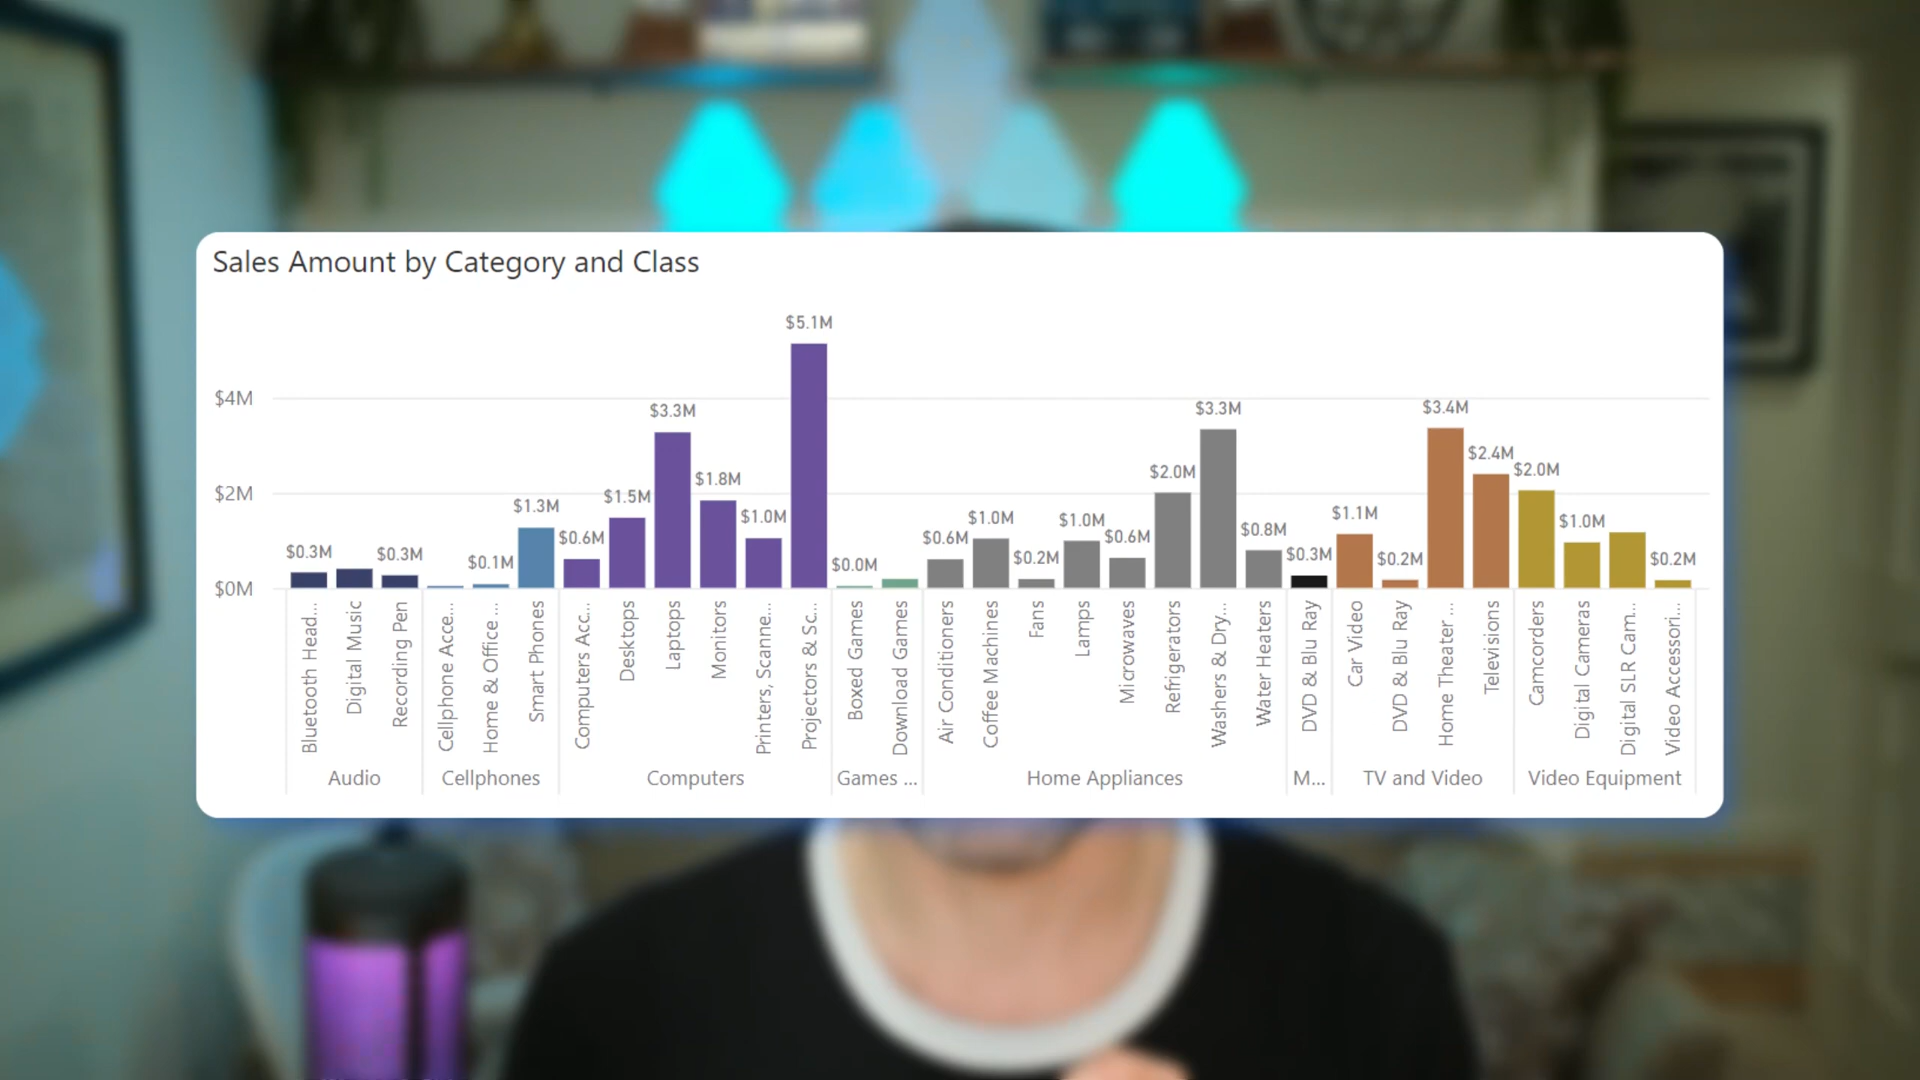 Sales Amount by Category and Class
$5.1M
$4M
$3.3M
$3.3M
$3.4M
$2.4M
$2M
$1.8M
$2.0M
$2.0M
$1.3M
$1.5M
$1.0M
$1.0M
$1.0M
$1.1M
$1.0M
$0.3M
$0.3M
$0.1M
$0.6M
$0.0M
$0.6M
$0.2M
$0.6M
$0.8M
$0.3M
$0.2M
$0.2M
$0M
Bluetooth Head...
Digital Music
Recording Pen
Cellphone Acce...
Home & Office ...
Smart Phones
Computers Acc...
Desktops
Laptops
Monitors
Printers, Scanne...
Projectors & Sc...
Boxed Games
Download Games
Air Conditioners
Coffee Machines
Fans
Lamps
Microwaves
Refrigerators
Washers & Dry...
Water Heaters
DVD & Blu Ray
Car Video
DVD & Blu Ray
Home Theater ...
Televisions
Camcorders
Digital Cameras
Digital SLR Cam...
Video Accessori...
Audio
Cellphones
Computers
Games ...
Home Appliances
M...
TV and Video
Video Equipment